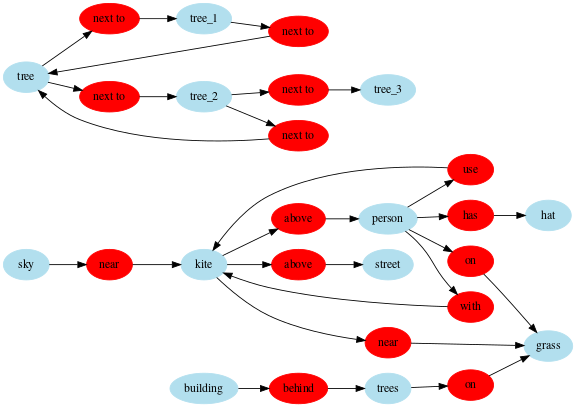 next to
tree_1
next to
tree
next to
tree_2
next to
tree_3
next to
use
above
person
has
hat
sky
near
kite
above
street
on
with
near
grass
building
behind
trees
on